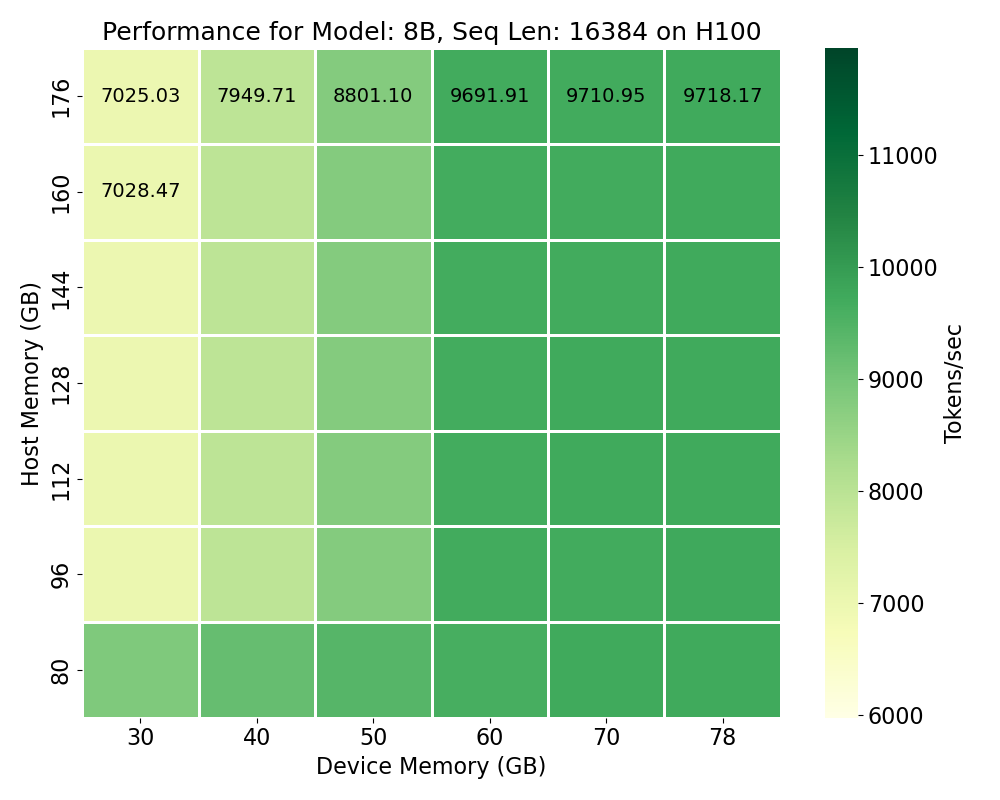 Performance for Model: 8B, Seq Len: 16384 on H100
Host Memory (GB)
176
160
144
128
112
96
80
7025.03 7949.71 8801.10 9691.91 9710.95 9718.17
7028.47
30 40 50 60 70 78
Device Memory (GB)
11000
10000
9000
8000
7000
6000
Tokens/sec